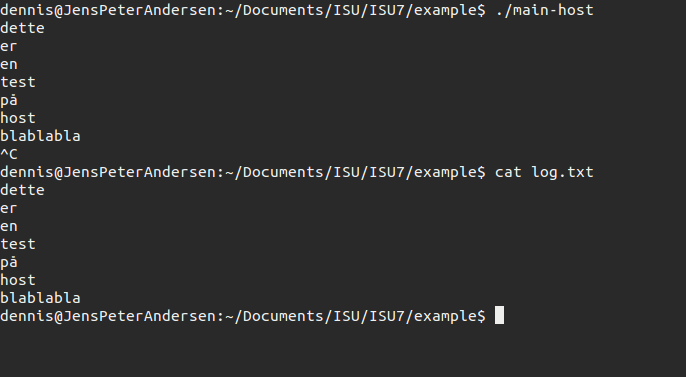 dennis@JensPeterAndersen:~/Documents/ISU/ISU7/example$ ./main-host
dette
er
en
test
på
host
blablabla
^C
dennis@JensPeterAndersen:~/Documents/ISU/ISU7/example$ cat log.txt
dette
er
en
test
på
host
blablabla
dennis@JensPeterAndersen:~/Documents/ISU/ISU7/example$